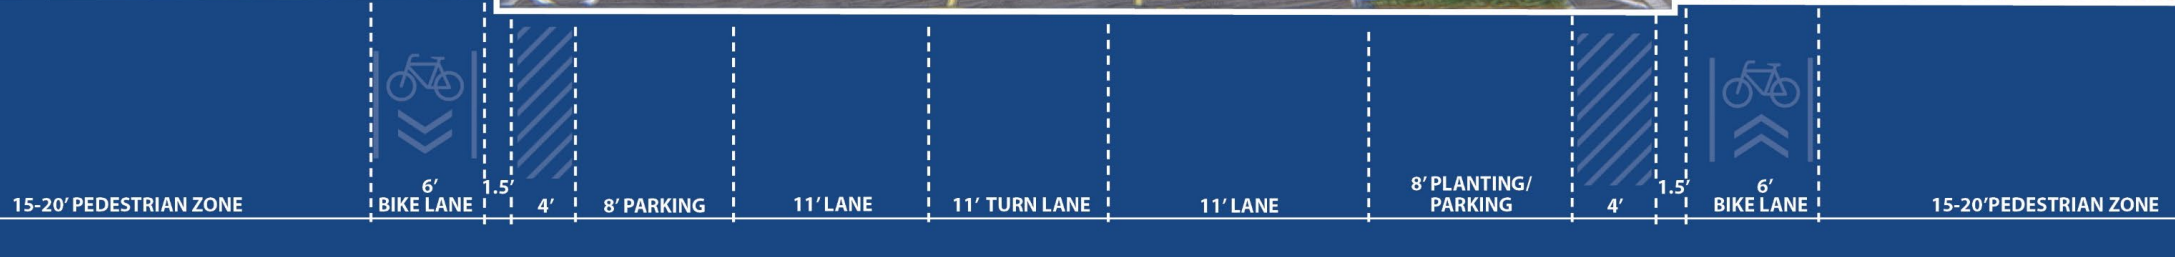 15-20' PEDESTRIAN ZONE
6'
BIKE LANE
1.5'
4'
8' PARKING
11' LANE
11' TURN LANE
11' LANE
8' PLANTING/
PARKING
4'
1.5'
6'
BIKE LANE
15-20'PEDESTRIAN ZONE